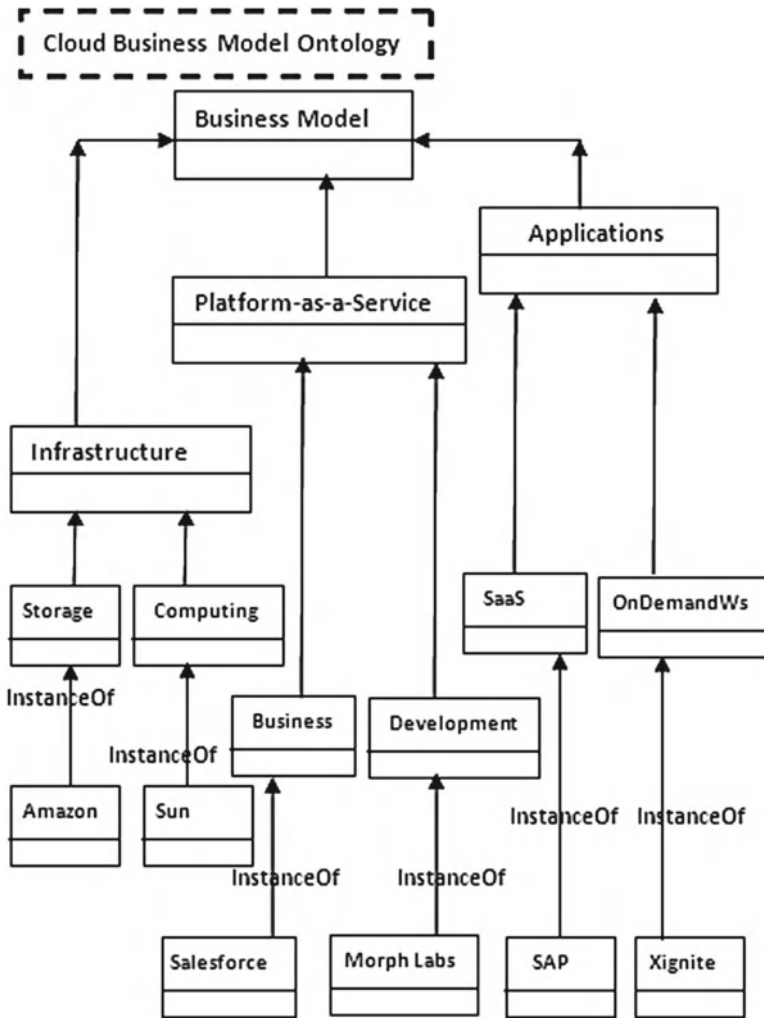 Cloud Business Model Ontology
Business Model
Applications
Platform-as-a-Service
Infrastructure
Storage
Computing
SaaS
OnDemandWs
InstanceOf
Business
Development
InstanceOf
Amazon
Sun
InstanceOf
InstanceOf
InstanceOf
InstanceOf
Salesforce
Morph Labs
SAP
Xignite